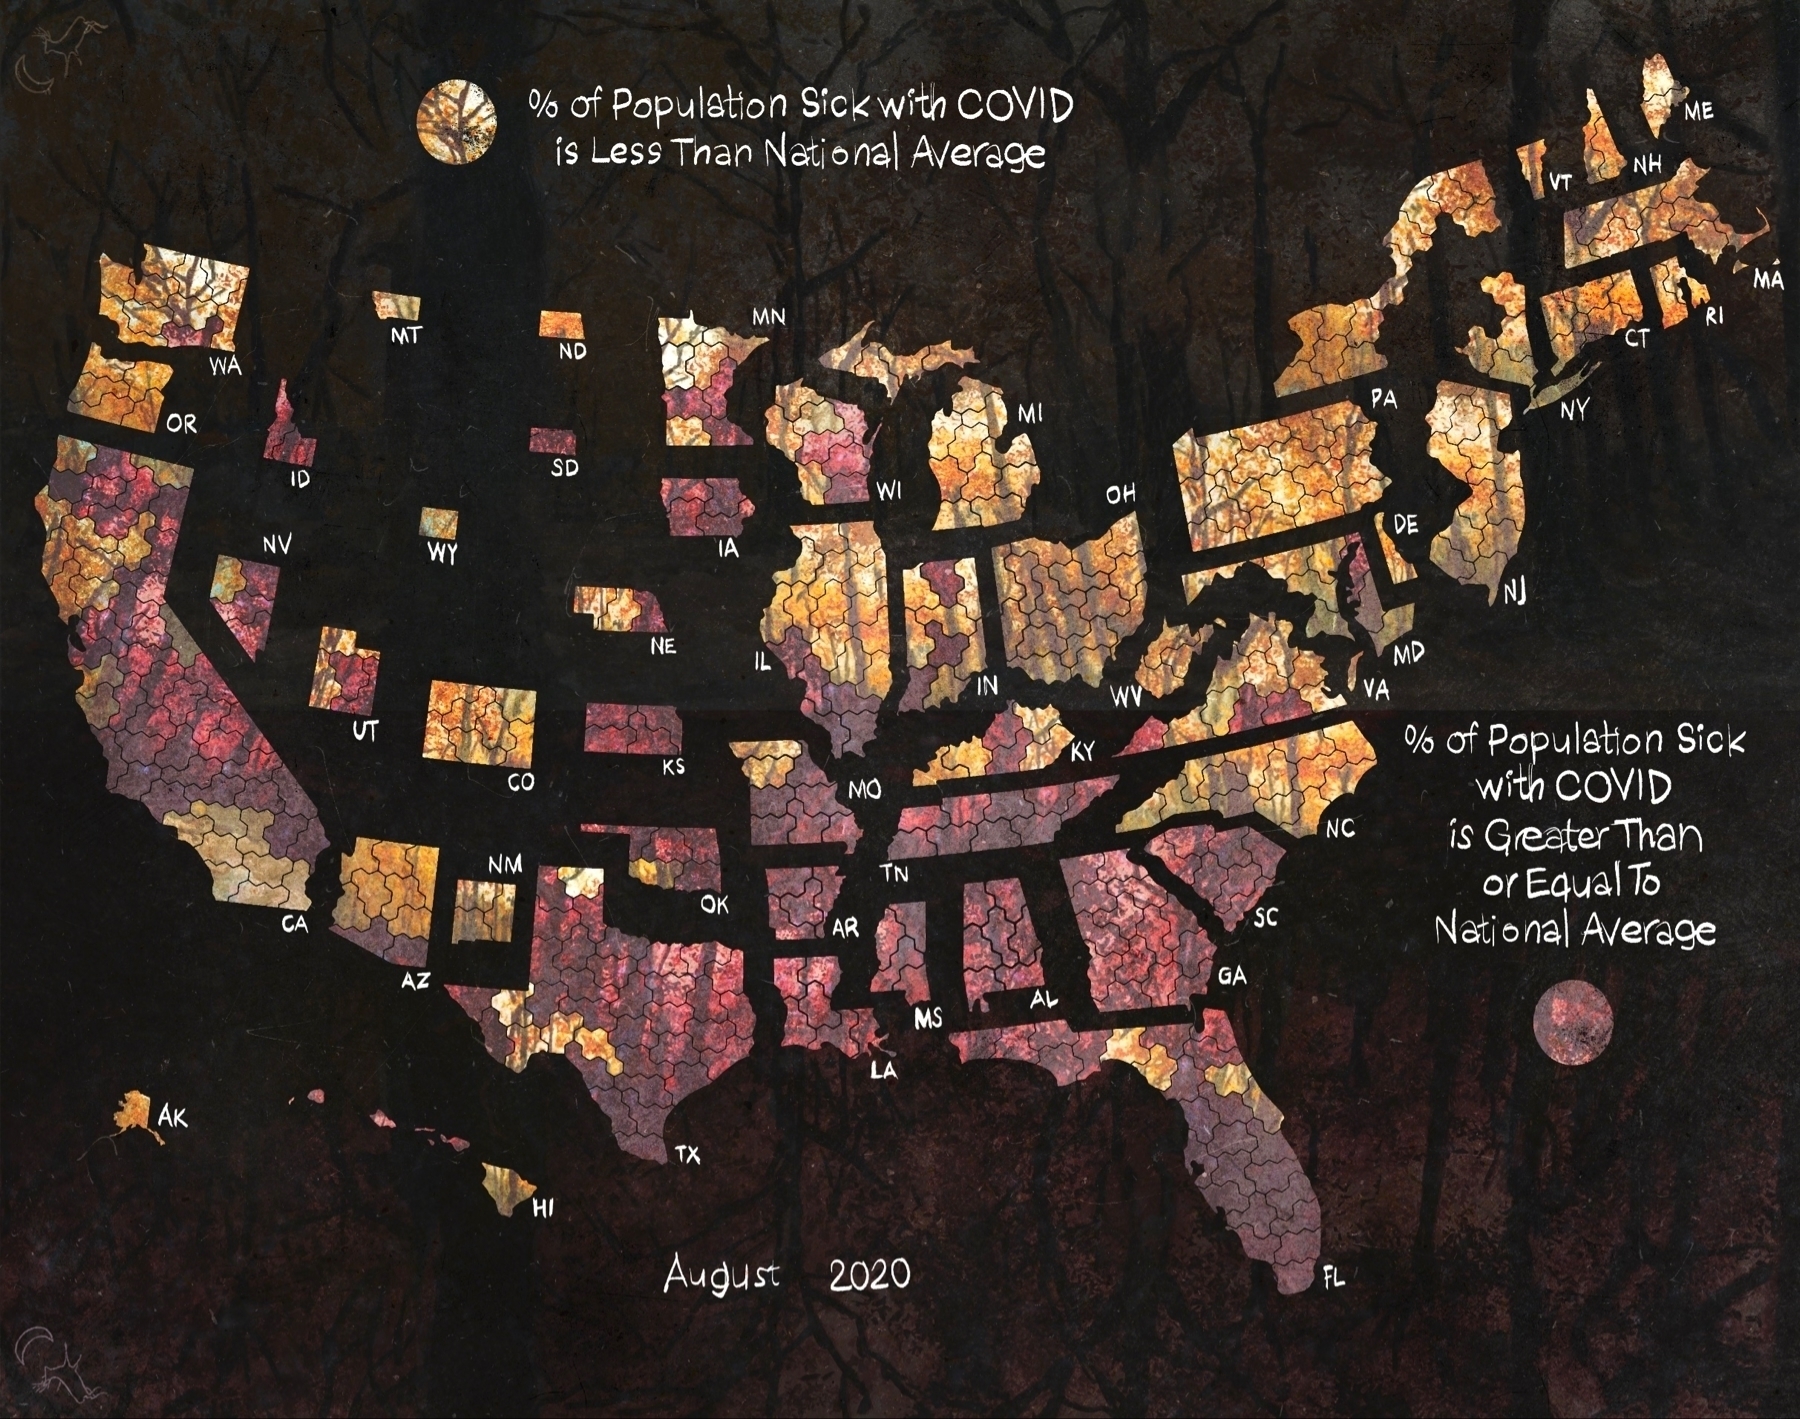 % of Population Sick with COVID
is Less Than National Average
ME
NH
VT
MA
RI
CT
NY
PA
MN
MT
ND
WA
MI
OR
SD
ID
WI
OH
DE
IA
NV
WY
NJ
NE
IL
IN
MD
WV
VA
UT
KY
KS
CO
MO
% of Population Sick
with COVID
is Greater Than
or Equal To
National Average
NC
NM
TN
OK
CA
AR
SC
AZ
GA
AL
MS
LA
AK
TX
HI
FL
August 2020